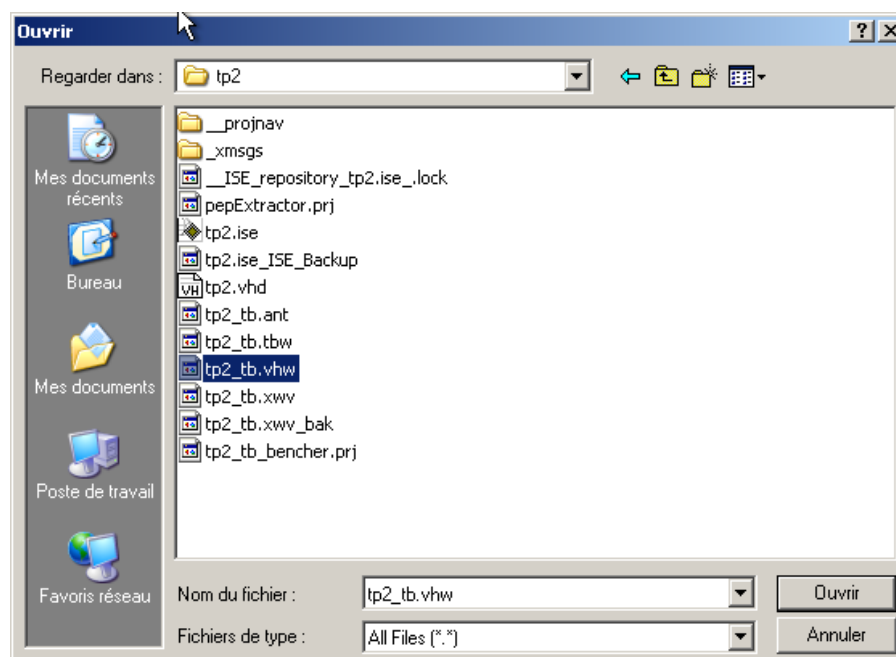 Ouvrir
Regarder dans :
tp2
Mes documents
récents
Bureau
Mes documents
Poste de travail
Favoris réseau
__projnav
_xmsgs
__ISE_repository_tp2.ise_.lock
pepExtractor.prj
tp2.ise
tp2.ise_ISE_Backup
tp2.vhd
tp2_tb.ant
tp2_tb.tbw
tp2_tb.vhw
tp2_tb.xwv
tp2_tb.xwv_bak
tp2_tb_bencher.prj
Nom du fichier :
tp2_tb.vhw
Ouvrir
Fichiers de type :
All Files (*.*)
Annuler